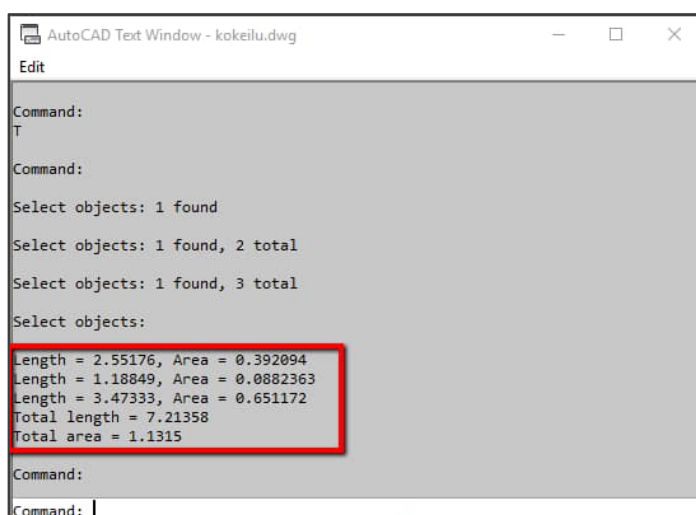 AutoCAD Text Window - kokeilu.dwg
Edit
Command:
T
Command:
Select objects: 1 found
Select objects: 1 found, 2 total
Select objects: 1 found, 3 total
Select objects:
Length = 2.55176, Area = 0.392094
Length = 1.18849, Area = 0.0882363
Length = 3.47333, Area = 0.651172
Total length = 7.21358
Total area = 1.1315
Command:
Command: